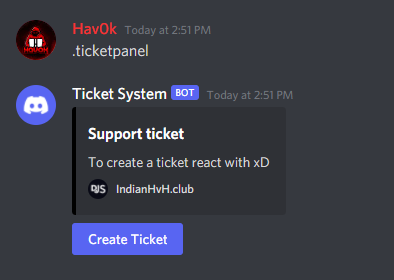 Hav0k Today at 2:51 PM
.ticketpanel
Ticket System BOT Today at 2:51 PM
Support ticket
To create a ticket react with xD
DJS IndianHvH.club
Create Ticket